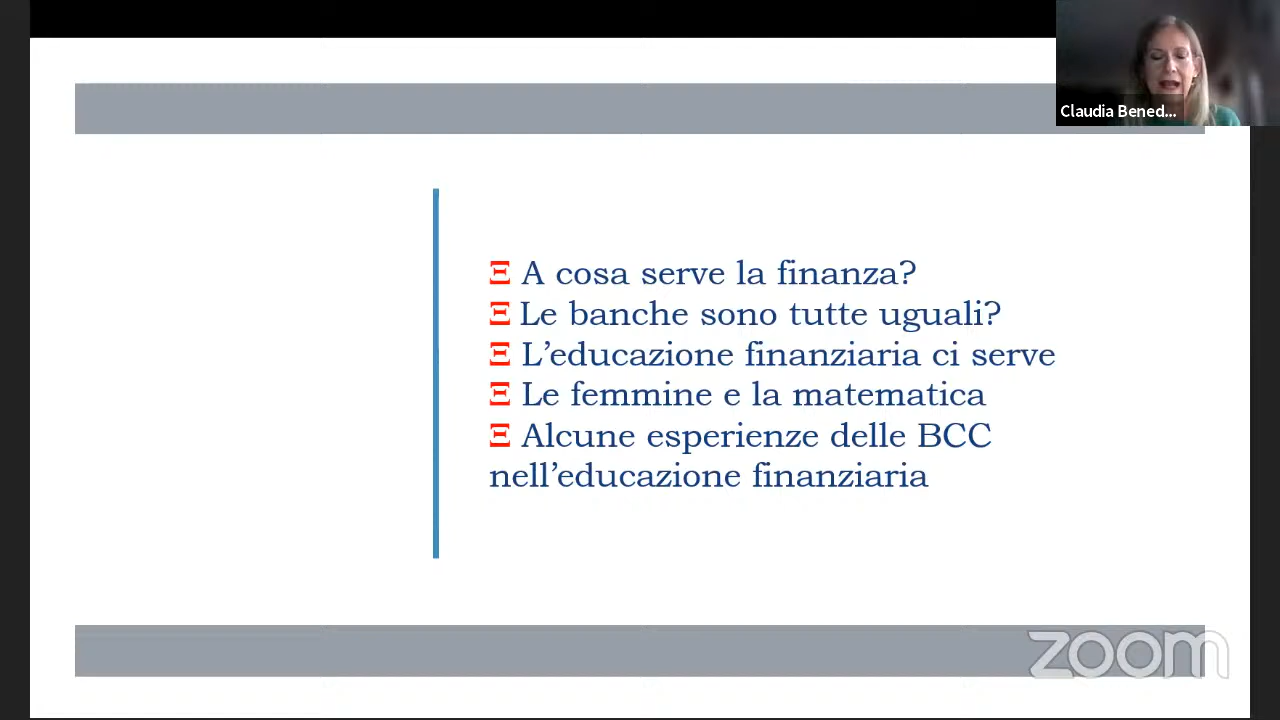 Claudia Bened...
Ξ A cosa serve la finanza?
Ξ Le banche sono tutte uguali?
Ξ L’educazione finanziaria ci serve
Ξ Le femmine e la matematica
Ξ Alcune esperienze delle BCC
nell’educazione finanziaria
zoom